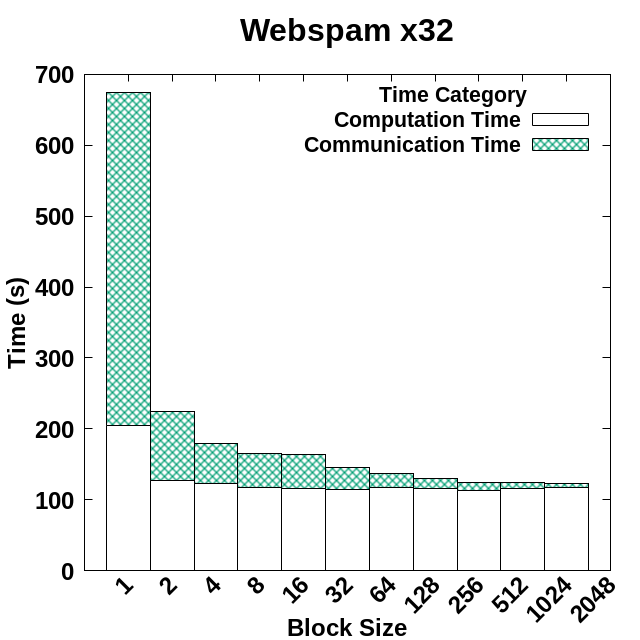 Webspam x32
700
600
500
400
300
200
100
0
Time (s)
Time Category
Computation Time
Communication Time
1 2 4 8 16 32 64 128 256 512 1024 2048
Block Size